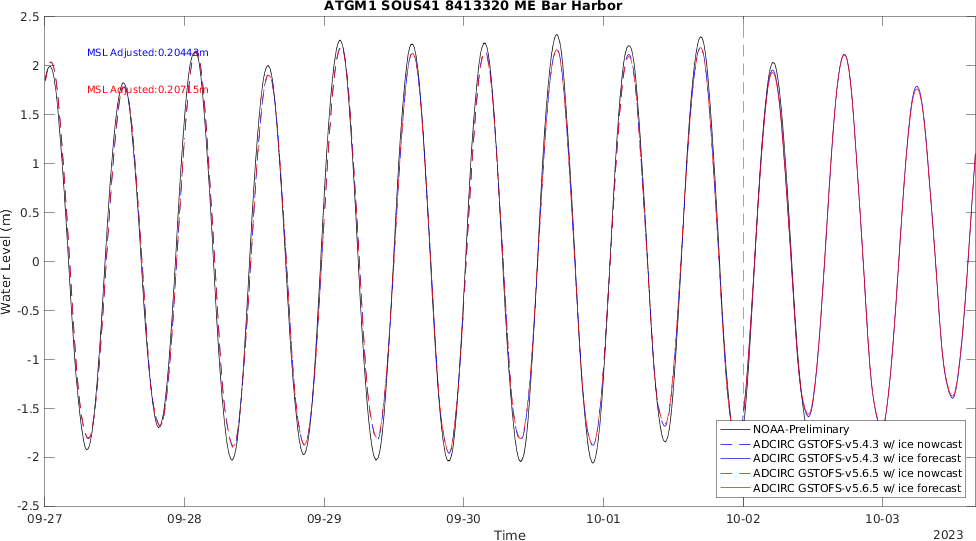 ATGM1 SOUS41 8413320 ME Bar Harbor
2.5
2
1.5
1
0.5
0
-0.5
-1
-1.5
-2
-2.5
Water Level (m)
MSL Adjusted:0.20443m
MSL Adjusted:0.20715m
NOAA-Preliminary
ADCIRC GSTOFS-v5.4.3 w/ ice nowcast
ADCIRC GSTOFS-v5.4.3 w/ ice forecast
ADCIRC GSTOFS-v5.6.5 w/ ice nowcast
ADCIRC GSTOFS-v5.6.5 w/ ice forecast
09-27 09-28 09-29 09-30 10-01 10-02 10-03
Time
2023